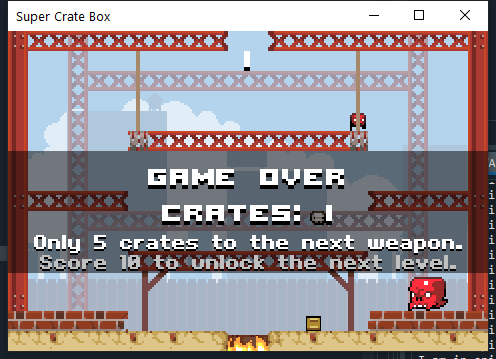 Super Crate Box
GAME OVER
CRATES: 1
Only 5 crates to the next weapon.
Score 10 to unlock the next level.